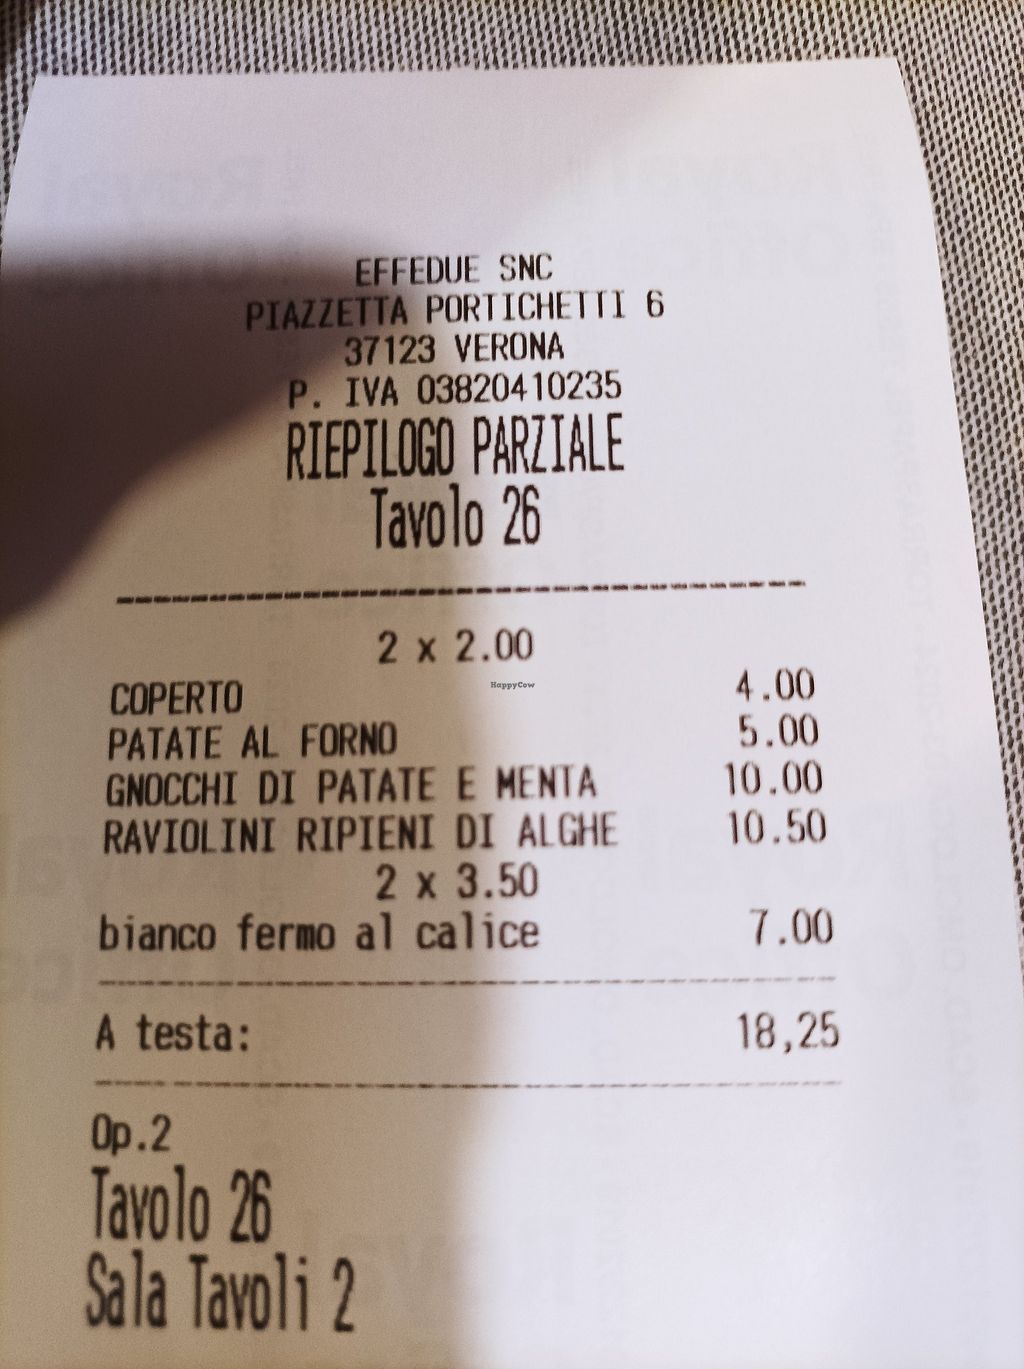 EFFEDUE SNC
PIAZZETTA PORTICHETTI 6
37123 VERONA
P. IVA 03820410235
RIEPILOGO PARZIALE
Tavolo 26
2 x 2.00
COPERTO 4.00
PATATE AL FORNO 5.00
GNOCCHI DI PATATE E MENTA 10.00
RAVIOLINI RIPIENI DI ALGHE 10.50
2 x 3.50
bianco fermo al calice 7.00
A testa: 18,25
Op.2
Tavolo 26
Sala Tavoli 2
HappyCow